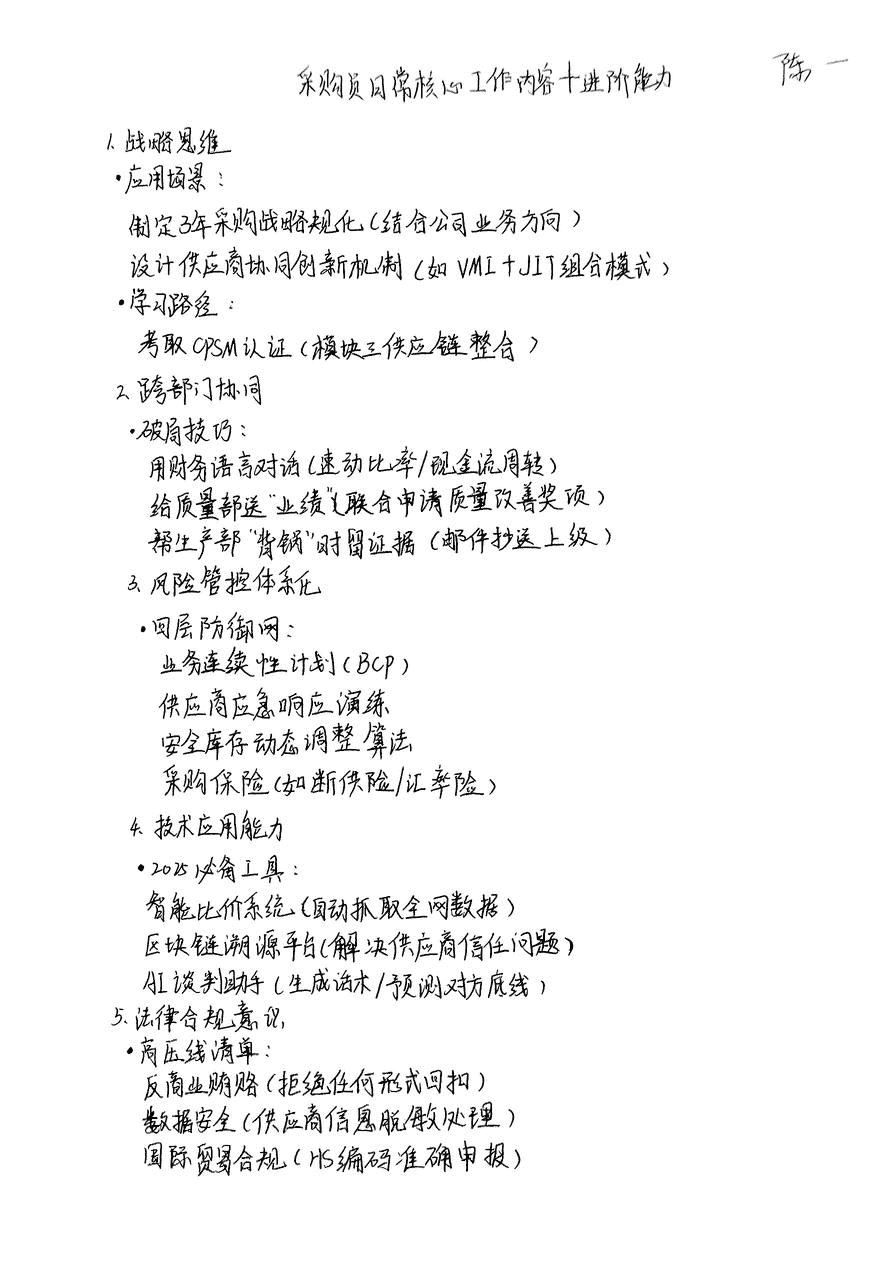 采购员日常核心工作内容+进阶能力
陈一
1. 战略思维
·应用场景：
制定3年采购战略规化（结合公司业务方向）
设计供应商协同创新机制（如VMI+JIT组合模式）
·学习路径：
考取CPSM认证（模块三供应链整合）
2. 跨部门协同
·破局技巧：
用财务语言对话（速动比率/现金流周转）
给质量部送“业绩”（联合申请质量改善奖项）
帮生产部“背锅”时留证据（邮件抄送上级）
3. 风险管控体系化
·四层防御网：
业务连续性计划（BCP）
供应商应急响应演练
安全库存动态调整算法
采购保险（如断供险/汇率险）
4. 技术应用能力
·2025必备工具：
智能比价系统（自动抓取全网数据）
区块链溯源平台（解决供应商信任问题）
AI谈判助手（生成话术/预测对方底线）
5. 法律合规意识
·高压线清单：
反商业贿赂（拒绝任何形式回扣）
数据安全（供应商信息脱敏处理）
国际贸易合规（HS编码准确申报）